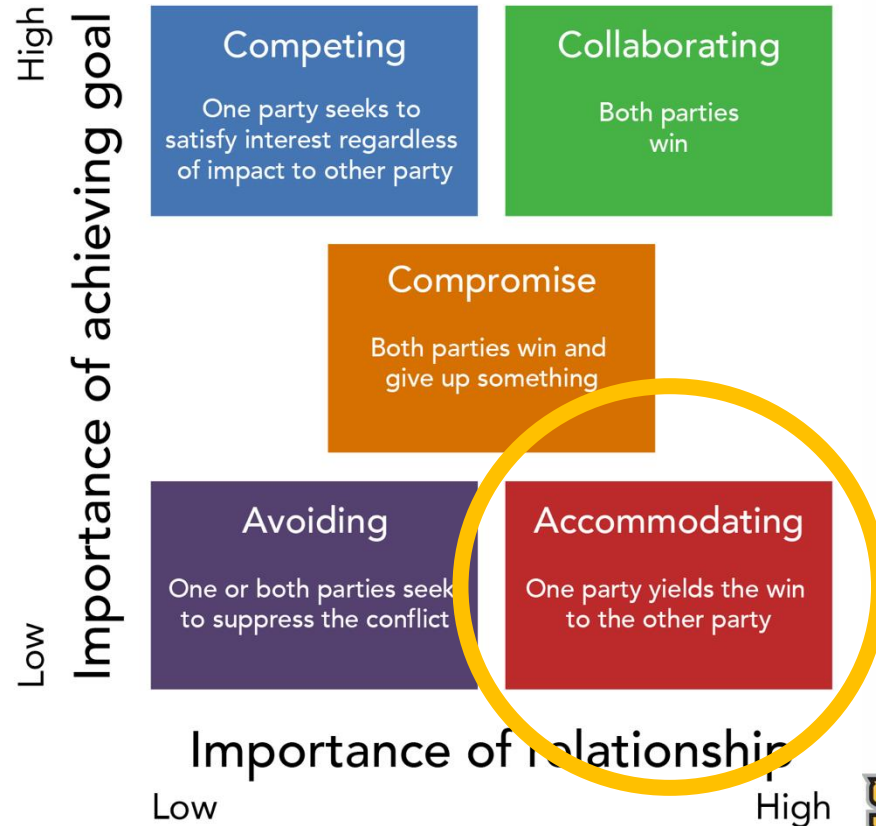 High
Importance of achieving goal
Low
Competing
One party seeks to
satisfy interest regardless
of impact to other party
Collaborating
Both parties
win
Compromise
Both parties win and
give up something
Avoiding
One or both parties seek
to suppress the conflict
Accommodating
One party yields the win
to the other party
Importance of relationship
Low
High